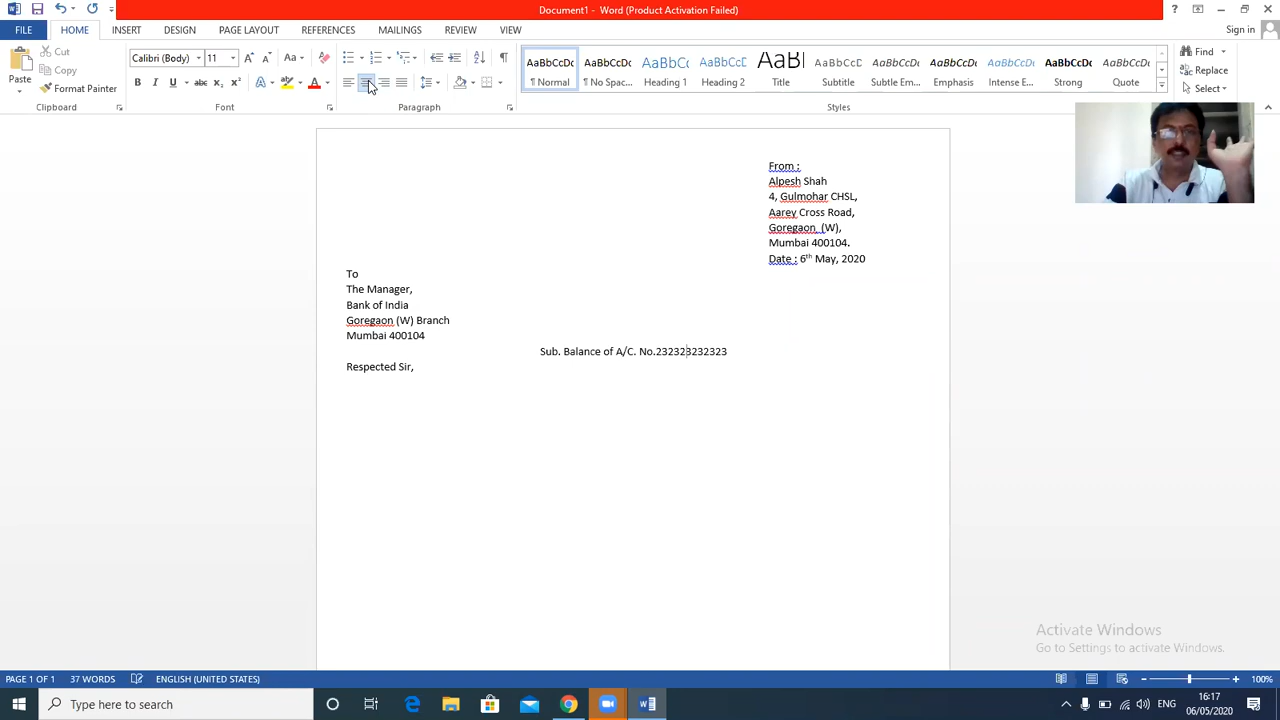 Document1 - Word (Product Activation Failed)
FILE HOME INSERT DESIGN PAGE LAYOUT REFERENCES MAILINGS REVIEW VIEW Sign in
Paste
Cut
Copy
Format Painter
Clipboard
Calibri (Body) 11
Font
Paragraph
AaBbCcDc AaBbCcDc AaBbCc AaBbCcC AaBl AaBbCcC AaBbCcDc AaBbCcDc AaBbCcDc AaBbCcDc AaBbCcDc
¶ Normal ¶ No Spac... Heading 1 Heading 2 Title Subtitle Subtle Em... Emphasis Intense E... Strong Quote
Styles
Find
Replace
Select
From :
Alpesh Shah
4, Gulmohar CHSL,
Aarey Cross Road,
Goregaon (W),
Mumbai 400104.
Date : 6th May, 2020
To
The Manager,
Bank of India
Goregaon (W) Branch
Mumbai 400104
Sub. Balance of A/C. No.232323232323
Respected Sir,
Activate Windows
Go to Settings to activate Windows.
PAGE 1 OF 1 37 WORDS ENGLISH (UNITED STATES) 100%
Type here to search
ENG
16:17
06/05/2020